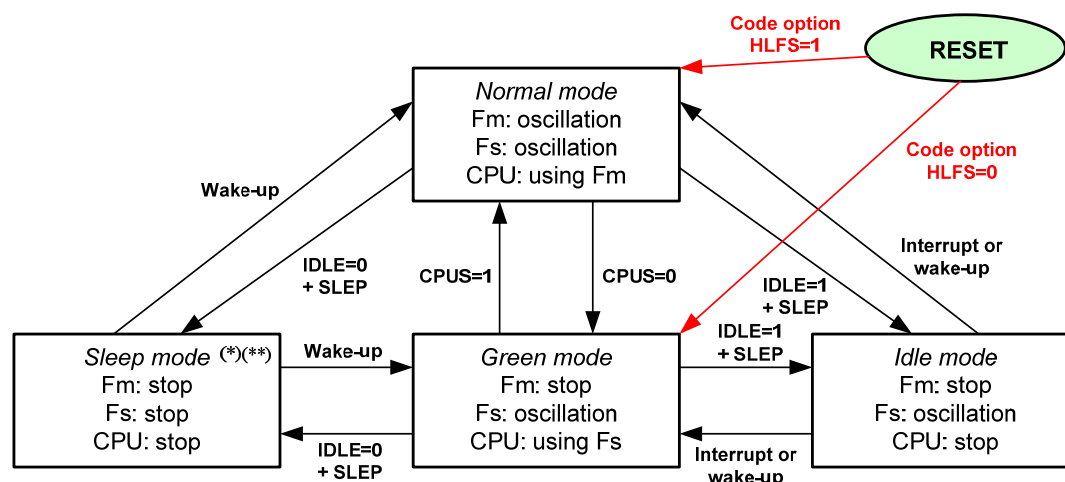 Code option
HLFS=1
RESET
Normal mode
Fm: oscillation
Fs: oscillation
CPU: using Fm
Code option
HLFS=0
Wake-up
Interrupt or
wake-up
IDLE=0
+ SLEP
CPUS=1
CPUS=0
IDLE=1
+ SLEP
IDLE=1
+ SLEP
Sleep mode (*)(**)
Fm: stop
Fs: stop
CPU: stop
Wake-up
Green mode
Fm: stop
Fs: oscillation
CPU: using Fs
Idle mode
Fm: stop
Fs: oscillation
CPU: stop
IDLE=0
+ SLEP
Interrupt or
wake-up